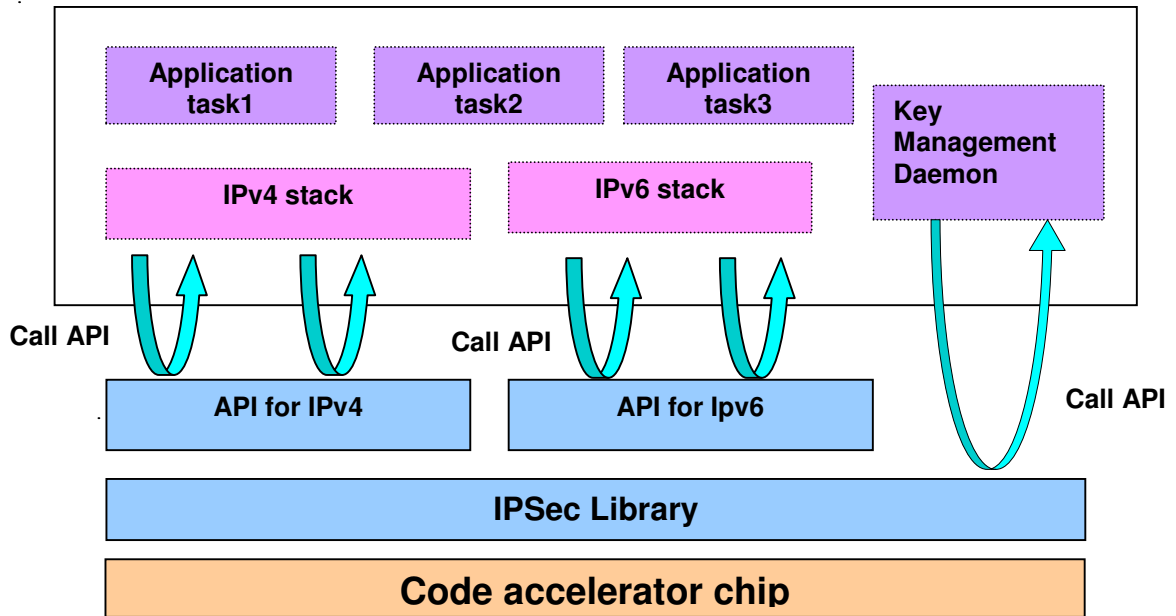 Application
task1
Application
task2
Application
task3
Key
Management
Daemon
IPv4 stack
IPv6 stack
Call API
Call API
Call API
API for IPv4
API for Ipv6
IPSec Library
Code accelerator chip